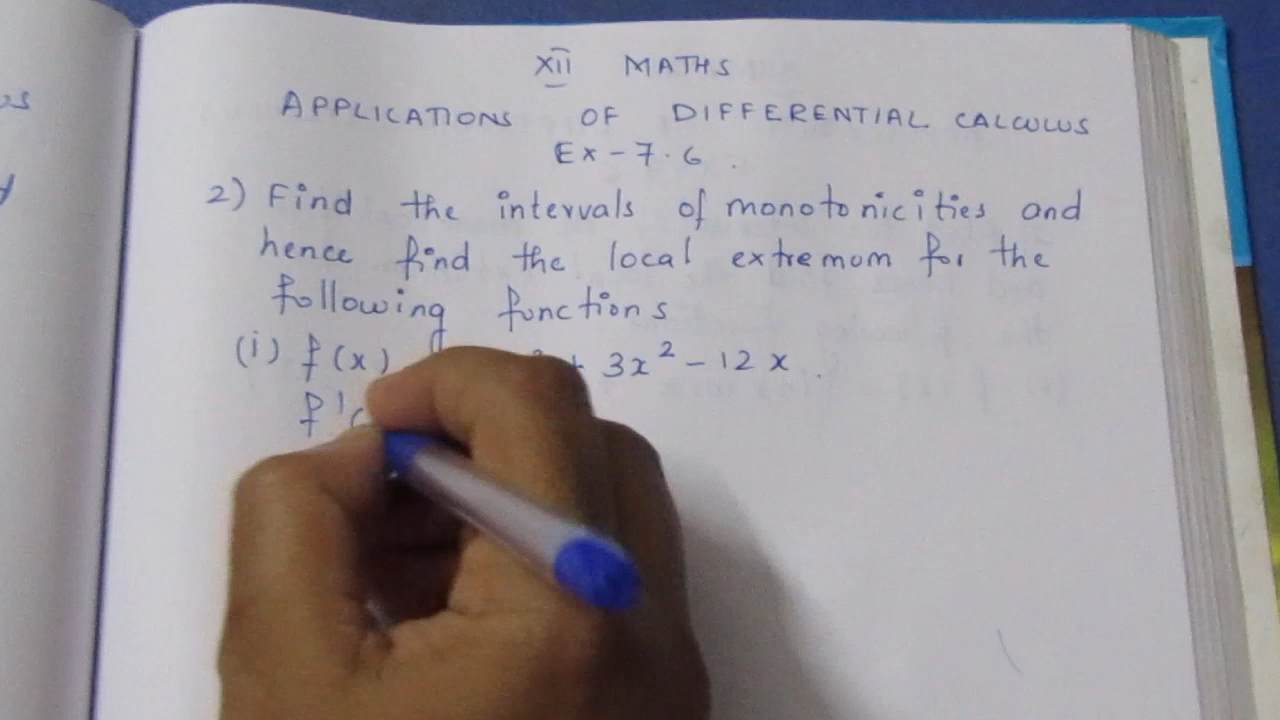 XII MATHS
APPLICATIONS OF DIFFERENTIAL CALCULUS
Ex-7.6.
2) Find the intervals of monotonicities and
hence find the local extremum for the
following functions
(i) f(x) + 3x² - 12x.
f'(